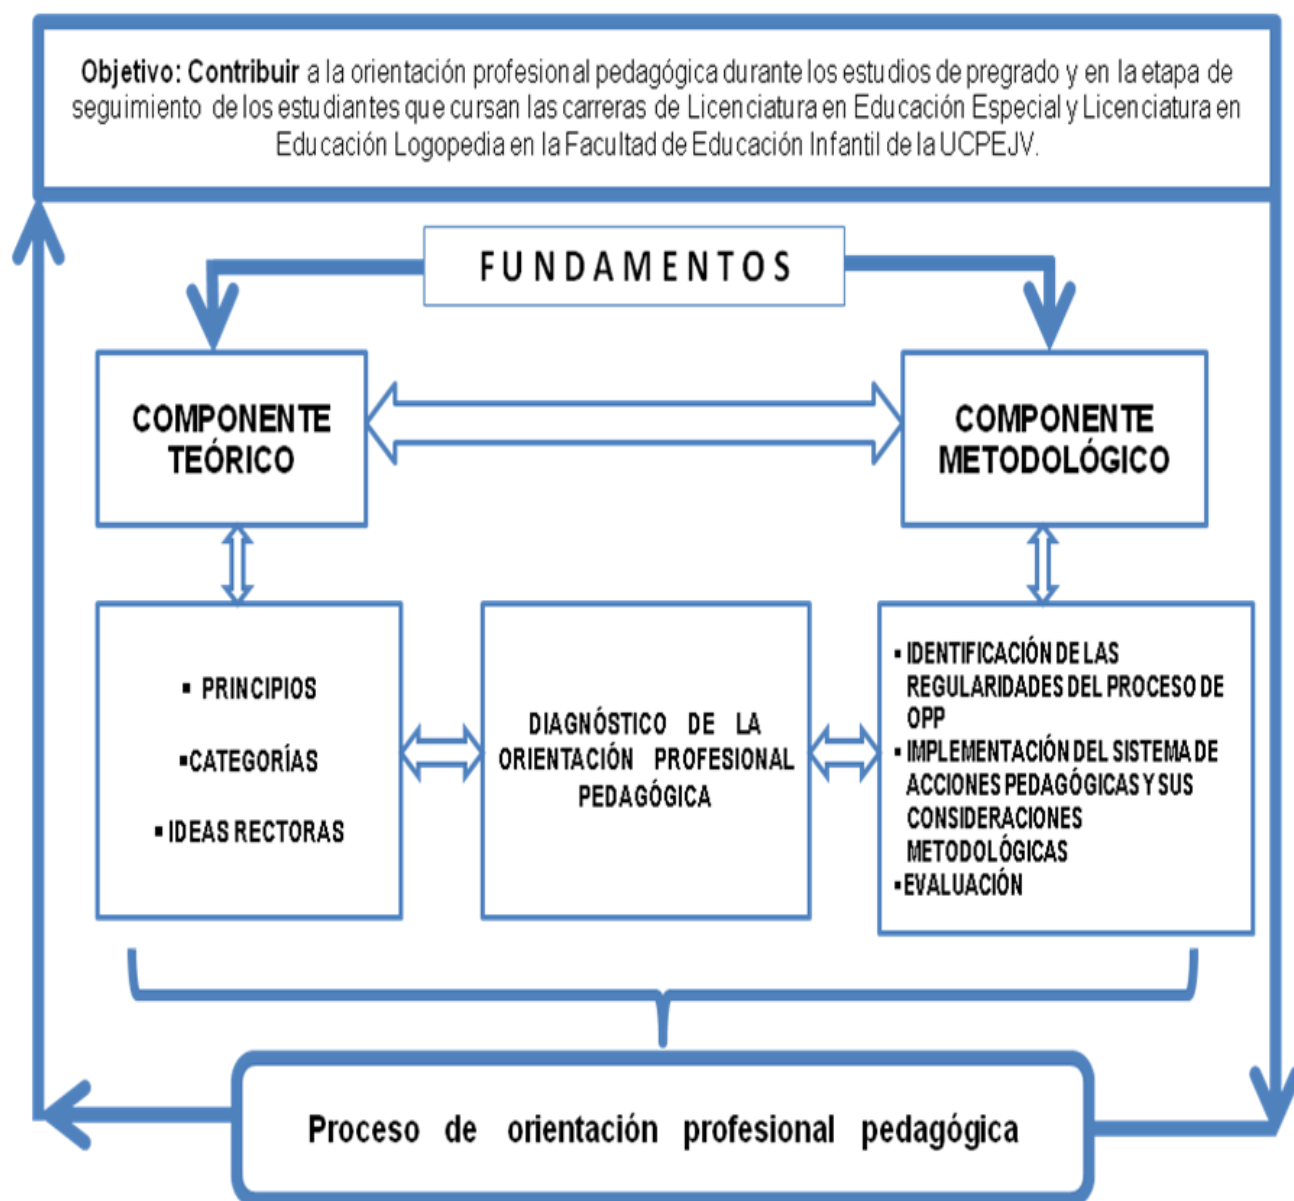 Objetivo: Contribuir a la orientación profesional pedagógica durante los estudios de pregrado y en la etapa de
seguimiento de los estudiantes que cursan las carreras de Licenciatura en Educación Especial y Licenciatura en
Educación Logopedia en la Facultad de Educación Infantil de la UCPEJV.
FUNDAMENTOS
COMPONENTE
TEÓRICO
COMPONENTE
METODOLÓGICO
▪ PRINCIPIOS
▪CATEGORÍAS
▪ IDEAS RECTORAS
DIAGNÓSTICO DE LA
ORIENTACIÓN PROFESIONAL
PEDAGÓGICA
▪ IDENTIFICACIÓN DE LAS
REGULARIDADES DEL PROCESO DE
OPP
▪ IMPLEMENTACIÓN DEL SISTEMA DE
ACCIONES PEDAGÓGICAS Y SUS
CONSIDERACIONES
METODOLÓGICAS
▪EVALUACIÓN
Proceso de orientación profesional pedagógica